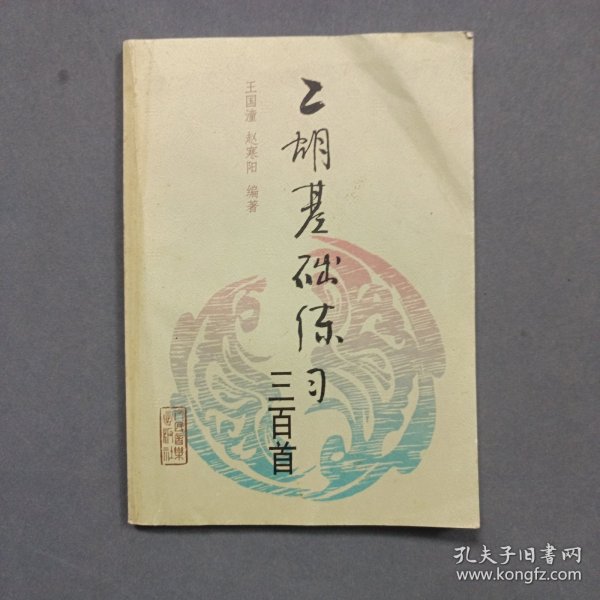 二胡基础练习
三百首
王国潼 赵寒阳 编著
人民音乐
出版社
孔夫子旧书网
www.kongfz.com